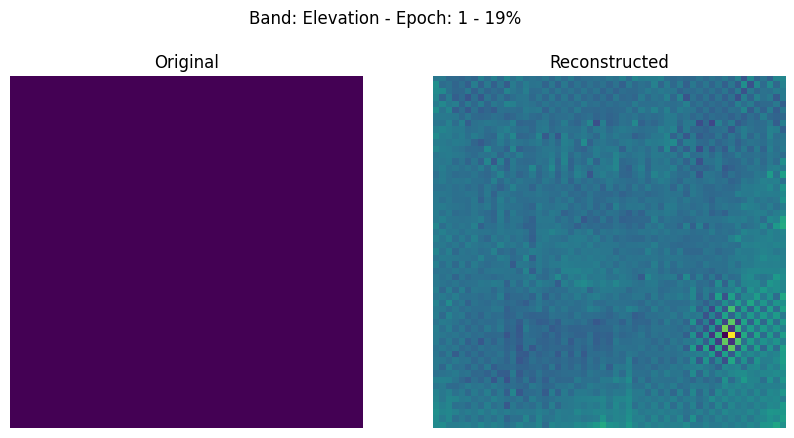 Band: Elevation - Epoch: 1 - 19%
Original
Reconstructed